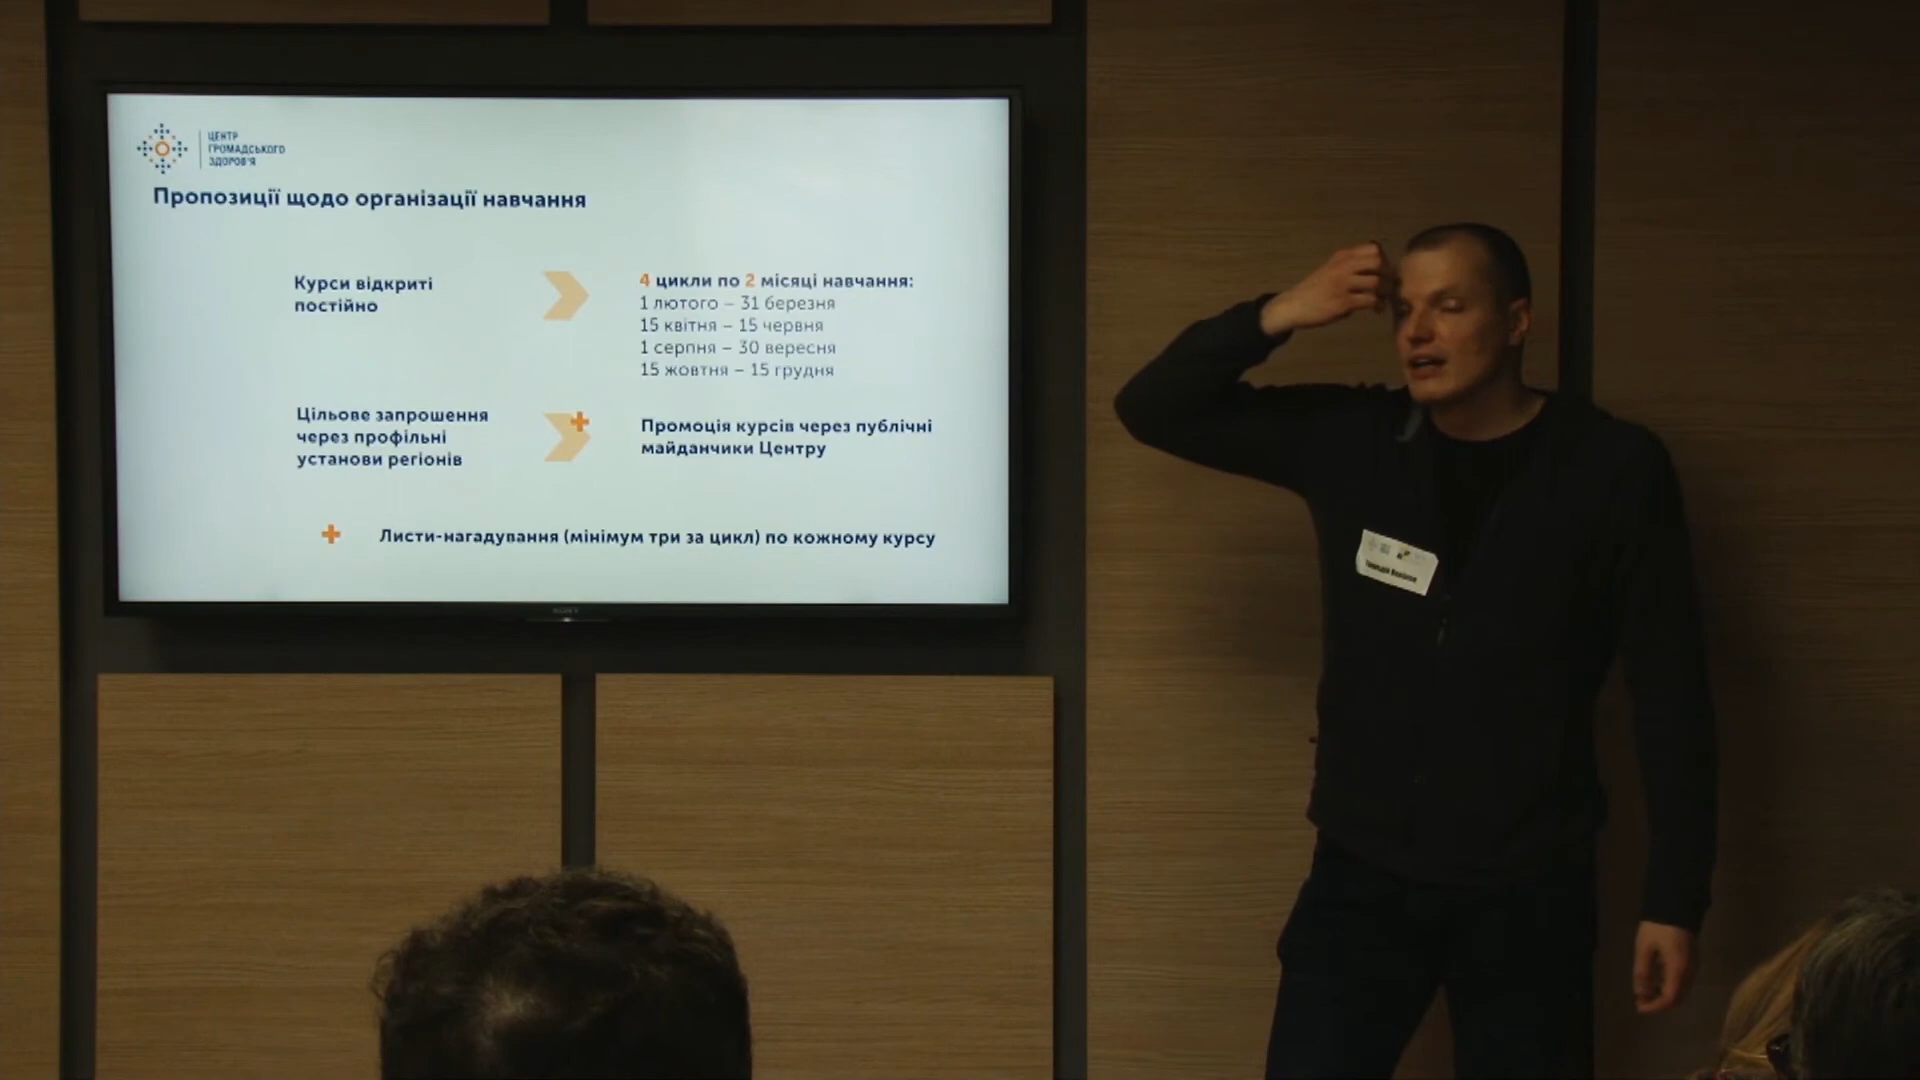 ЦЕНТР
ГРОМАДСЬКОГО
ЗДОРОВ'Я
Пропозиції щодо організації навчання
Курси відкриті
постійно
4 цикли по 2 місяці навчання:
1 лютого – 31 березня
15 квітня – 15 червня
1 серпня – 30 вересня
15 жовтня – 15 грудня
Цільове запрошення
через профільні
установи регіонів
Промоція курсів через публічні
майданчики Центру
Листи-нагадування (мінімум три за цикл) по кожному курсу
SONY